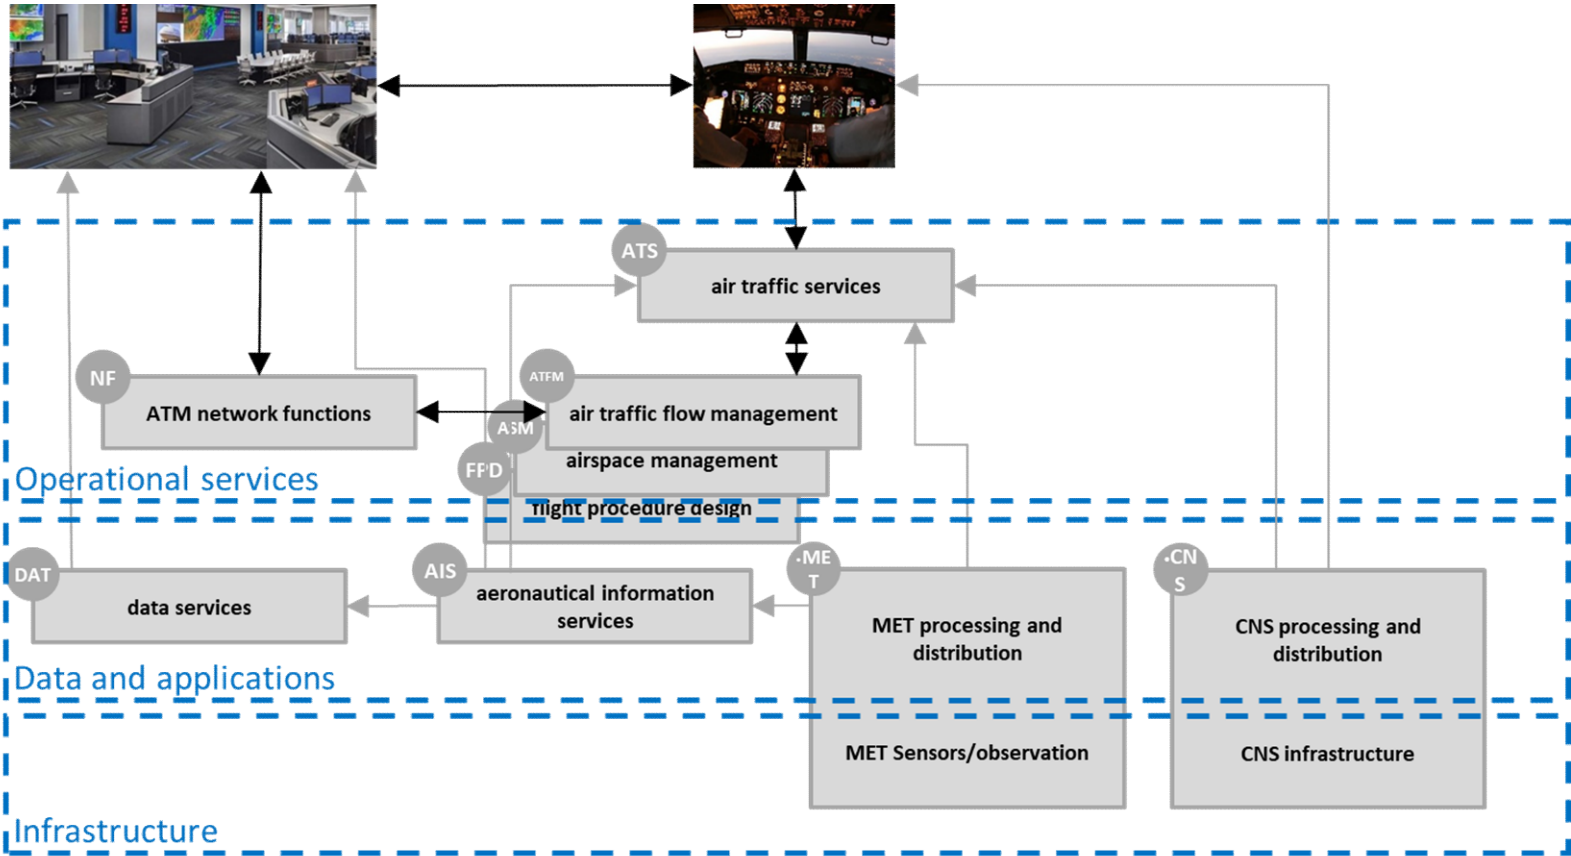 ATS
air traffic services
NF
ATM network functions
ATFM
air traffic flow management
ASM
airspace management
FPD
flight procedure design
Operational services
DAT
data services
AIS
aeronautical information
services
·ME
T
MET processing and
distribution
·CN
S
CNS processing and
distribution
Data and applications
MET Sensors/observation
CNS infrastructure
Infrastructure